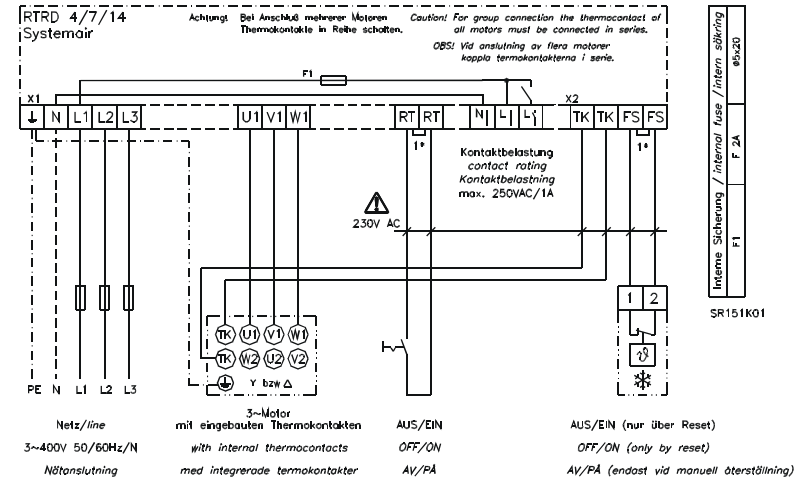 RTRD 4/7/14
Systemair
Achtung! Bei Anschluß mehrerer Motoren
Thermokontakte in Reihe schalten.
Caution! For group connection the thermocontact of
all motors must be connected in series.
OBS! Vid anslutning av flera motorer
koppla termokontakterna i serie.
F1
X1
X2
N L1 L2 L3
U1 V1 W1
RT RT
N L L
TK TK FS FS
1*
1*
Kontaktbelastung
contact rating
Kontaktbelastning
max. 250VAC/1A
230V AC
Interne Sicherung / internal fuse / intern säkring
F1
F 2A
ø5x20
SR151K01
1 2
TK U1 V1 W1
TK W2 U2 V2
Y bzw △
ϑ
PE N L1 L2 L3
3~Motor
mit eingebauten Thermokontakten
with internal thermocontacts
med integrerade termokontakter
Netz/line
3~400V 50/60Hz/N
Nätanslutning
AUS/EIN
OFF/ON
AV/PÅ
AUS/EIN (nur über Reset)
OFF/ON (only by reset)
AV/PÅ (endast vid manuell återställning)